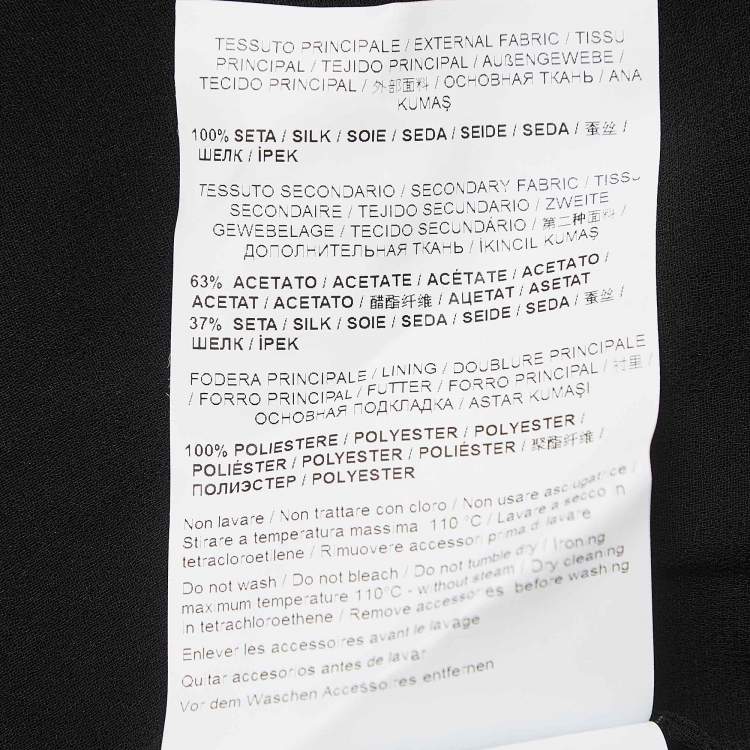 TESSUTO PRINCIPALE / EXTERNAL FABRIC / TISSU
PRINCIPAL / TEJIDO PRINCIPAL / AUßENGEWEBE /
TECIDO PRINCIPAL / 外部面料 / ОСНОВНАЯ ТКАНЬ / ANA
KUMAŞ
100% SETA / SILK / SOIE / SEDA / SEIDE / SEDA / 蚕丝 /
ШЕЛК / İPEK
TESSUTO SECONDARIO / SECONDARY FABRIC / TISSU
SECONDAIRE / TEJIDO SECUNDARIO / ZWEITE
GEWEBELAGE / TECIDO SECUNDÁRIO / 第二种面料 /
ДОПОЛНИТЕЛЬНАЯ ТКАНЬ / İKINCIL KUMAŞ
63% ACETATO / ACETATE / ACÉTATE / ACETATO /
ACETAT / ACETATO / 醋酯纤维 / АЦЕТАТ / ASETAT
37% SETA / SILK / SOIE / SEDA / SEIDE / SEDA / 蚕丝 /
ШЕЛК / İPEK
FODERA PRINCIPALE / LINING / DOUBLURE PRINCIPALE
/ FORRO PRINCIPAL / FUTTER / FORRO PRINCIPAL / 衬里 /
ОСНОВНАЯ ПОДКЛАДКА / ASTAR KUMAŞI
100% POLIESTERE / POLYESTER / POLYESTER /
POLIÉSTER / POLYESTER / POLIÉSTER / 聚酯纤维 /
ПОЛИЭСТЕР / POLYESTER
Non lavare / Non trattare con cloro / Non usare asciugatrice /
Stirare a temperatura massima 110 °C / Lavare a secco in
tetracloroetilene / Rimuovere accessori prima di lavare
Do not wash / Do not bleach / Do not tumble dry / Ironing
maximum temperature 110°C - without steam / Dry cleaning
in tetrachloroethene / Remove accessories before washing
Enlever les accessoires avant le lavage
Quitar accesorios antes de lavar
Vor dem Waschen Accessoires entfernen